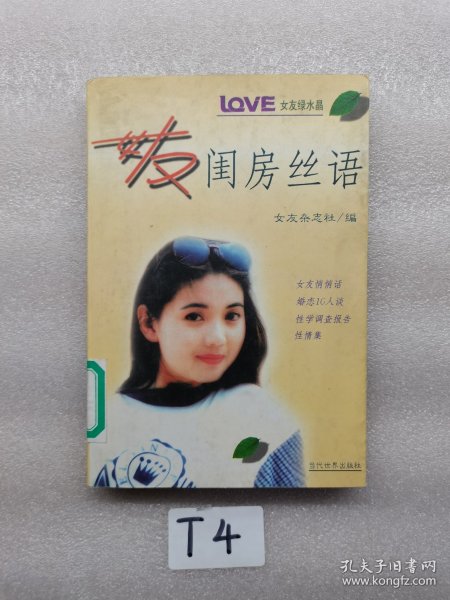 LOVE 女友绿水晶
女友 闺房丝语
女友杂志社/编
女友悄悄话
婚恋16人谈
性学调查报告
性情集
当代世界出版社
T4
孔夫子旧书网
www.kongfz.com